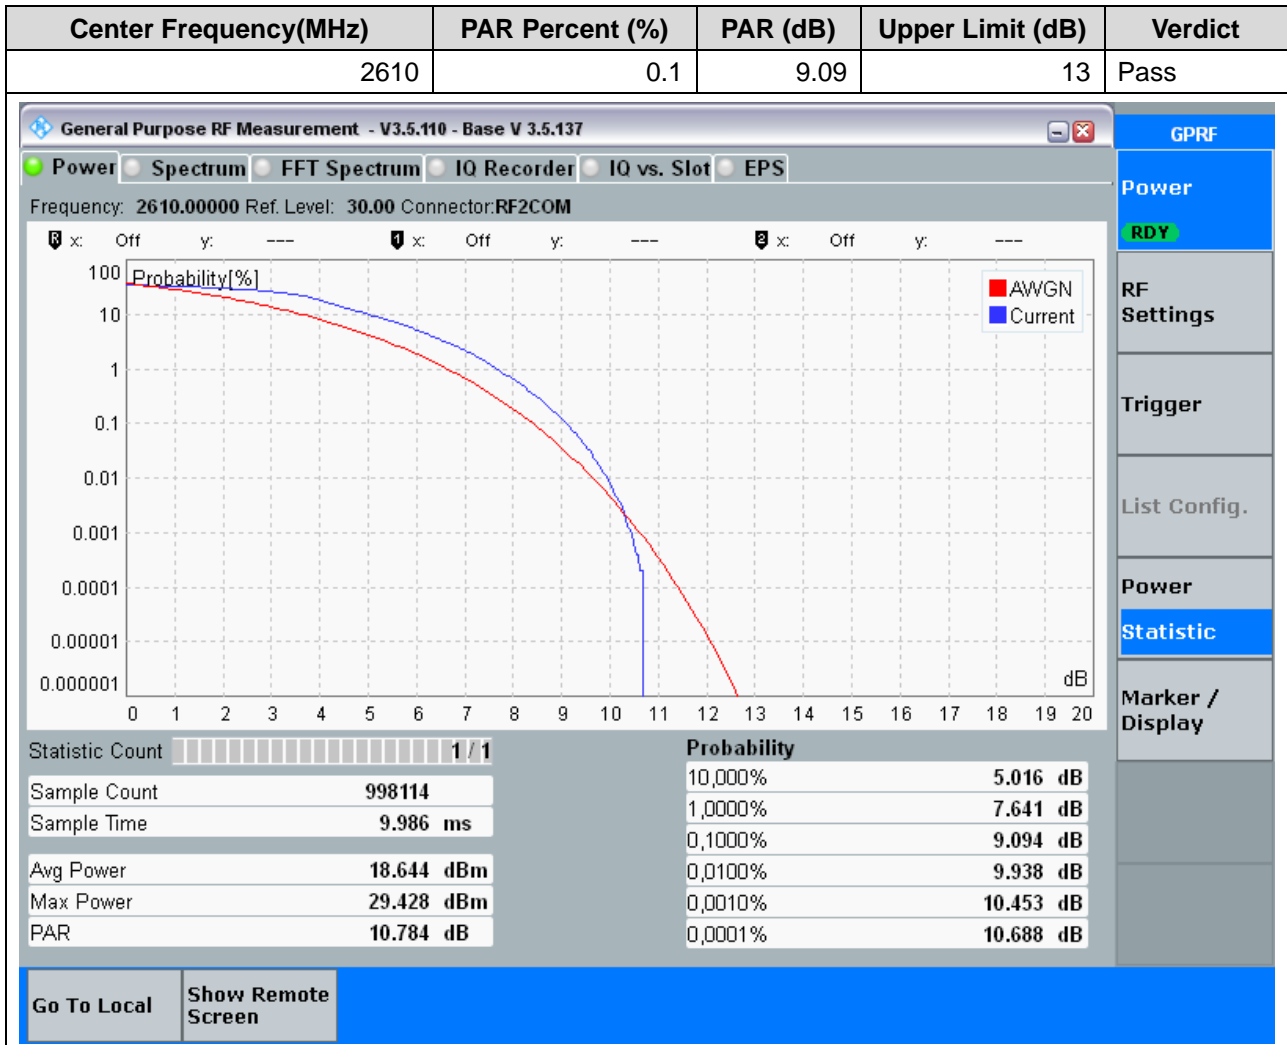 Center Frequency(MHz) PAR Percent (%) PAR (dB) Upper Limit (dB) Verdict
2610 0.1 9.09 13 Pass
General Purpose RF Measurement - V3.5.110 - Base V 3.5.137
Power Spectrum FFT Spectrum IQ Recorder IQ vs. Slot EPS
Frequency: 2610.00000 Ref. Level: 30.00 Connector:RF2COM
R x: Off y: --- 1 x: Off y: --- 2 x: Off y: ---
Probability[%]
100
10
1
0.1
0.01
0.001
0.0001
0.00001
0.000001
AWGN
Current
dB
0 1 2 3 4 5 6 7 8 9 10 11 12 13 14 15 16 17 18 19 20
Statistic Count 1 / 1
Sample Count 998114
Sample Time 9.986 ms
Avg Power 18.644 dBm
Max Power 29.428 dBm
PAR 10.784 dB
Probability
10,000% 5.016 dB
1,0000% 7.641 dB
0,1000% 9.094 dB
0,0100% 9.938 dB
0,0010% 10.453 dB
0,0001% 10.688 dB
GPRF
Power
RDY
RF
Settings
Trigger
List Config.
Power
Statistic
Marker /
Display
Go To Local
Show Remote
Screen